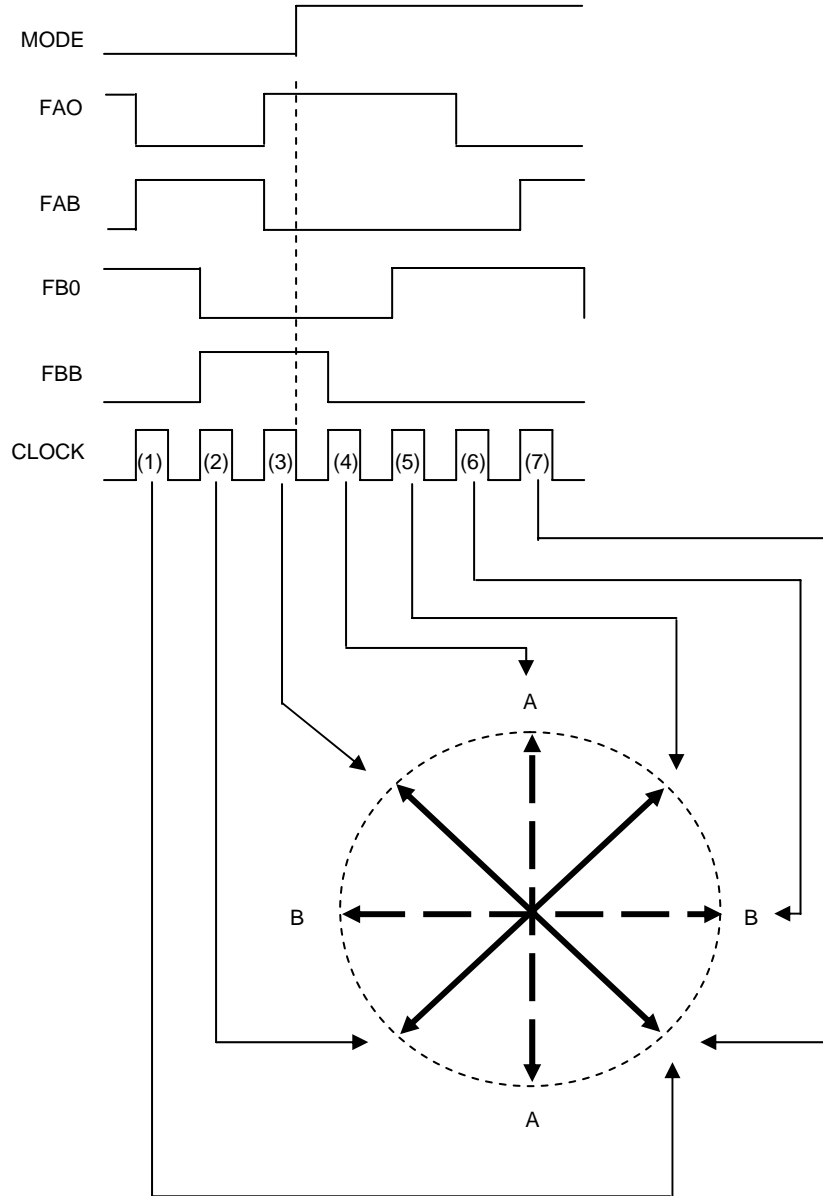 MODE
FAO
FAB
FB0
FBB
CLOCK (1) (2) (3) (4) (5) (6) (7)
A
B B
A